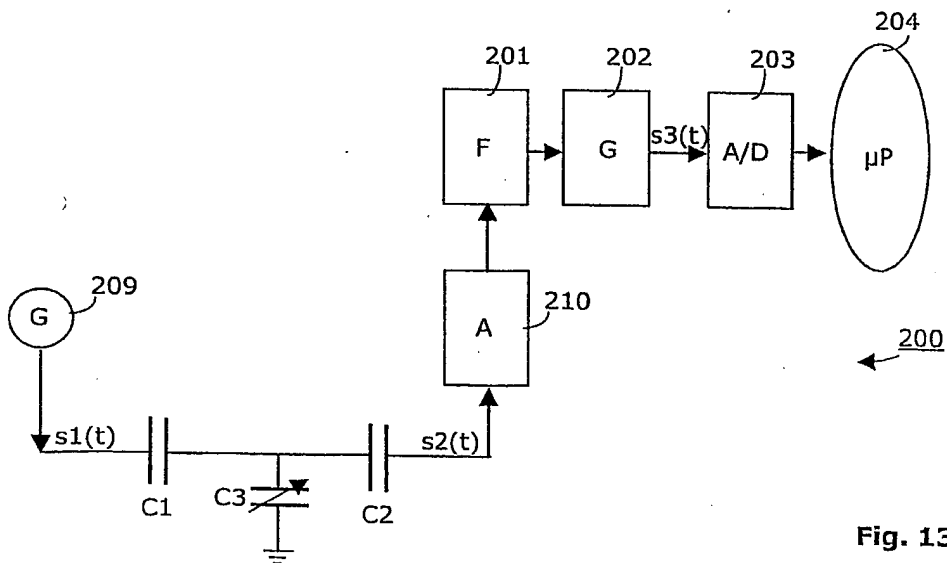 204
201
202
203
F
G
s3(t)
A/D
µP
209
G
A
210
200
s1(t)
s2(t)
C3
C1
C2
Fig. 13